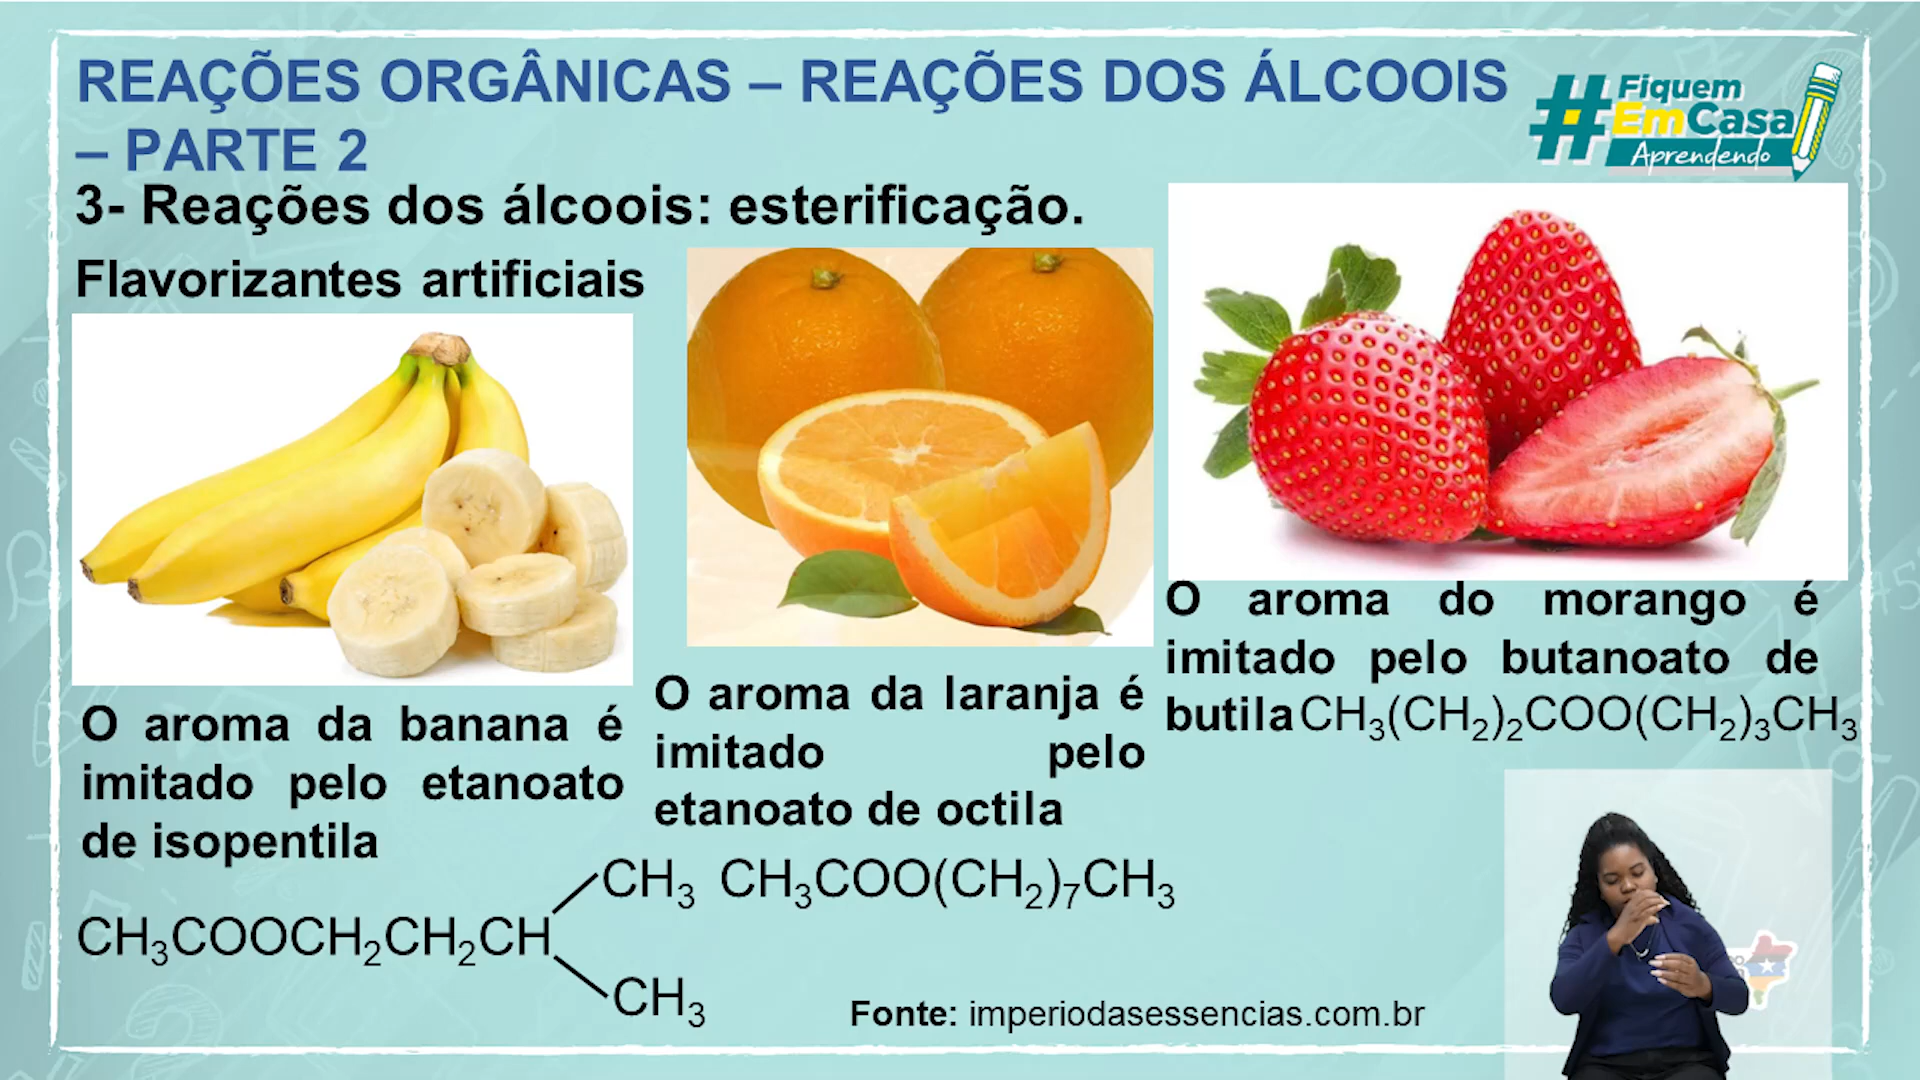 REAÇÕES ORGÂNICAS – REAÇÕES DOS ÁLCOOIS
– PARTE 2
#Fiquem
EmCasa
Aprendendo
3- Reações dos álcoois: esterificação.
Flavorizantes artificiais
O aroma da banana é
imitado pelo etanoato
de isopentila
CH₃COOCH₂CH₂CH
CH₃
CH₃
O aroma da laranja é
imitado pelo
etanoato de octila
CH₃COO(CH₂)₇CH₃
O aroma do morango é
imitado pelo butanoato de
butila CH₃(CH₂)₂COO(CH₂)₃CH₃
Fonte: imperiodasessencias.com.br